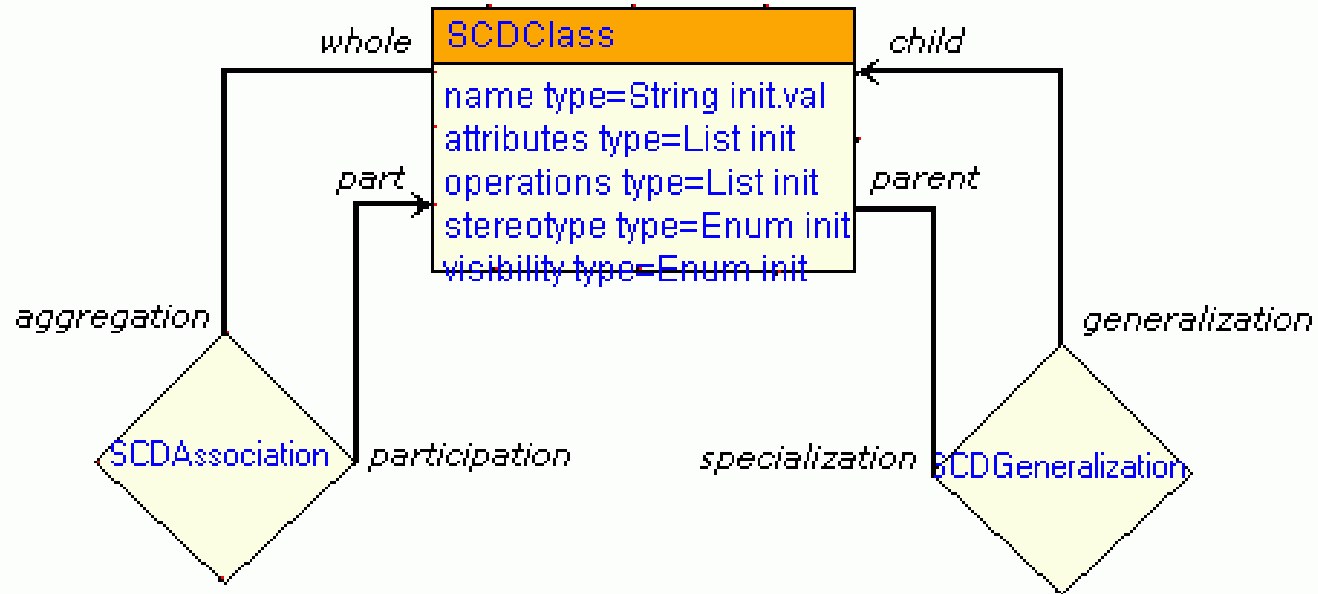 whole
SCDClass
child
name type=String init.val
attributes type=List init
part
operations type=List init
parent
stereotype type=Enum init
visibility type=Enum init
aggregation
generalization
SCDAssociation
participation
specialization
SCDGeneralization